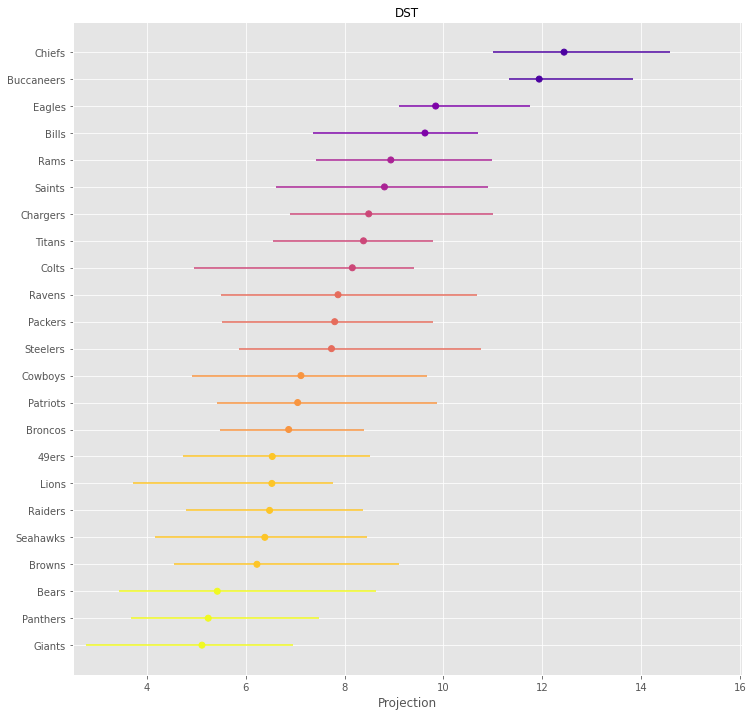 DST
Chiefs
Buccaneers
Eagles
Bills
Rams
Saints
Chargers
Titans
Colts
Ravens
Packers
Steelers
Cowboys
Patriots
Broncos
49ers
Lions
Raiders
Seahawks
Browns
Bears
Panthers
Giants
4 6 8 10 12 14 16
Projection